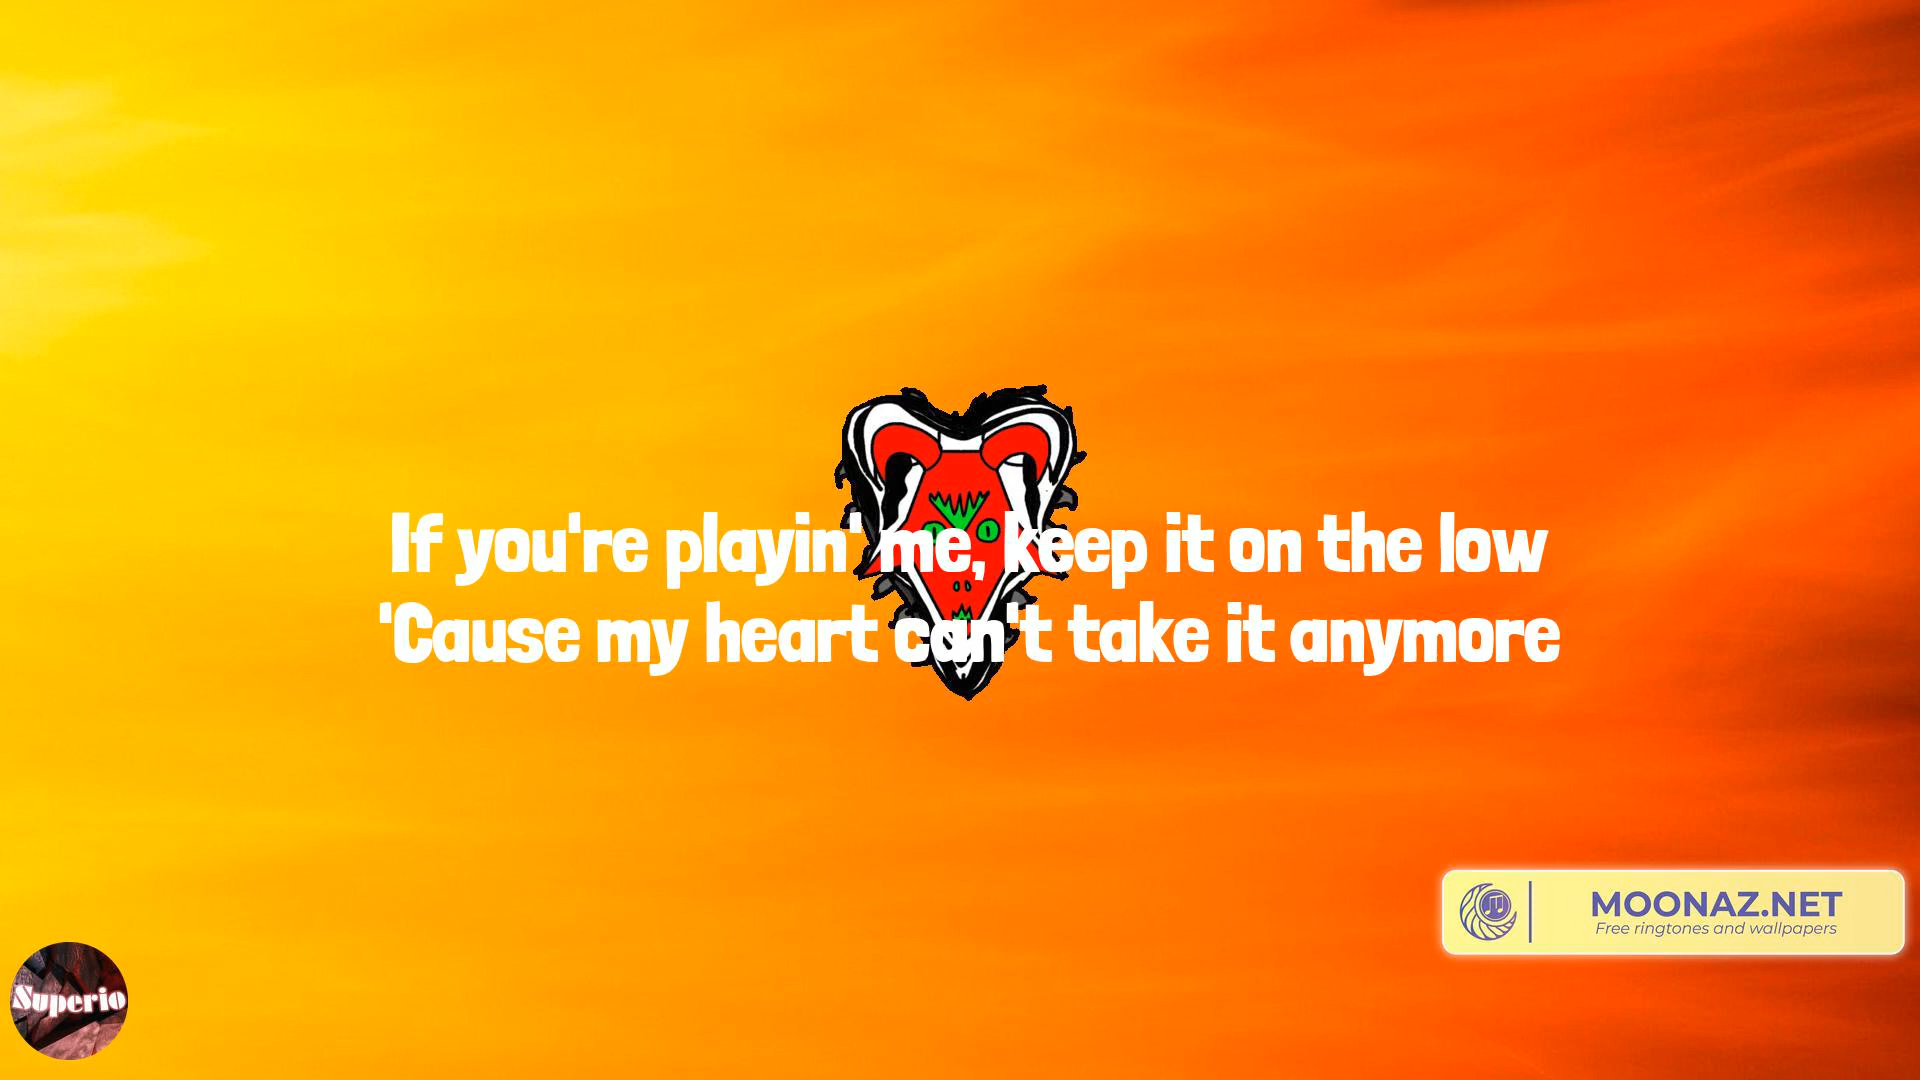 If you're playin' me, keep it on the low
'Cause my heart can't take it anymore
MOONAZ.NET
Free ringtones and wallpapers
Superio